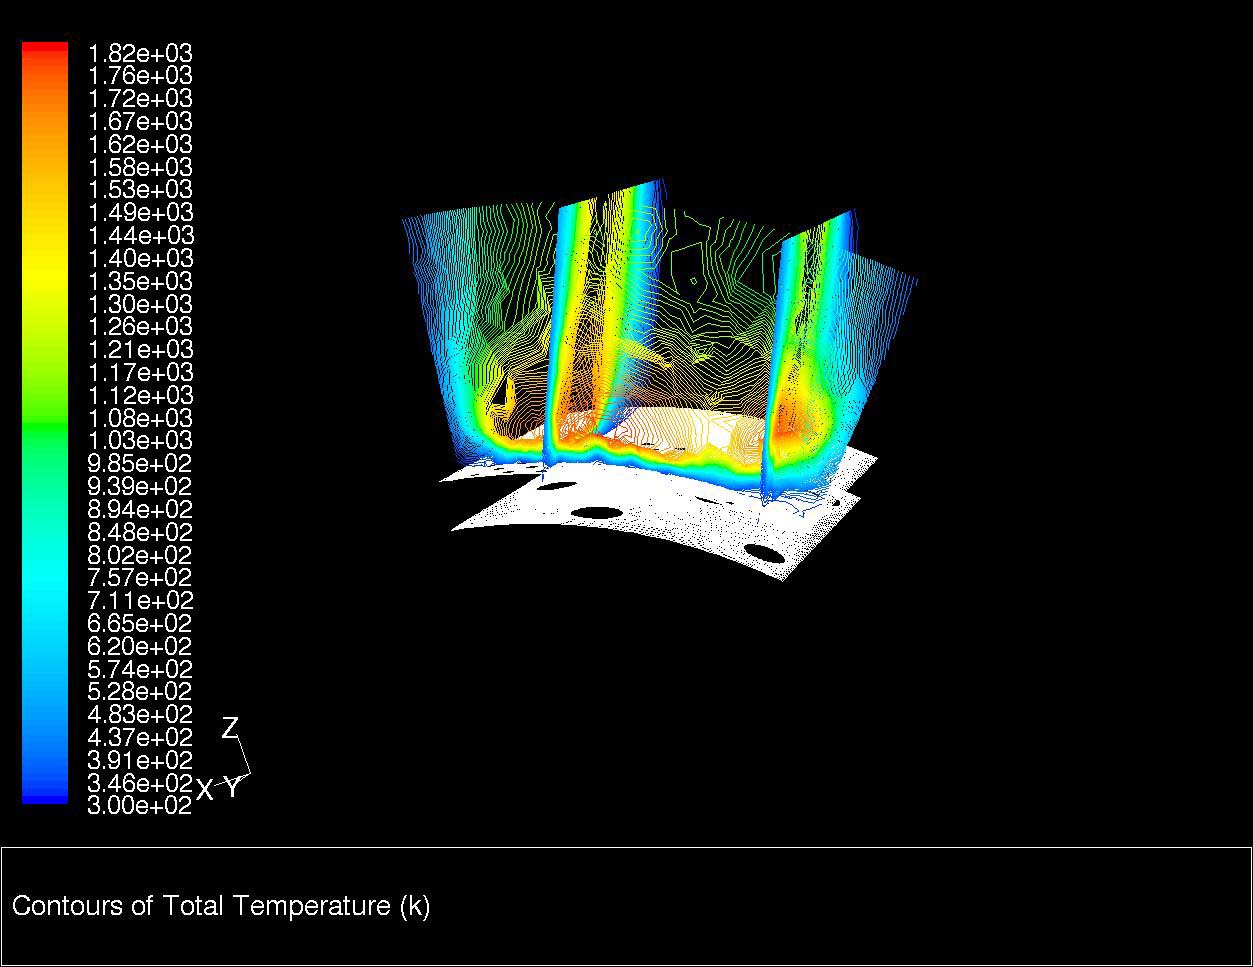 1.82e+03
1.76e+03
1.72e+03
1.67e+03
1.62e+03
1.58e+03
1.53e+03
1.49e+03
1.44e+03
1.40e+03
1.35e+03
1.30e+03
1.26e+03
1.21e+03
1.17e+03
1.12e+03
1.08e+03
1.03e+03
9.85e+02
9.39e+02
8.94e+02
8.48e+02
8.02e+02
7.57e+02
7.11e+02
6.65e+02
6.20e+02
5.74e+02
5.28e+02
4.83e+02
4.37e+02
3.91e+02
3.46e+02
3.00e+02
Z
X Y
Contours of Total Temperature (k)